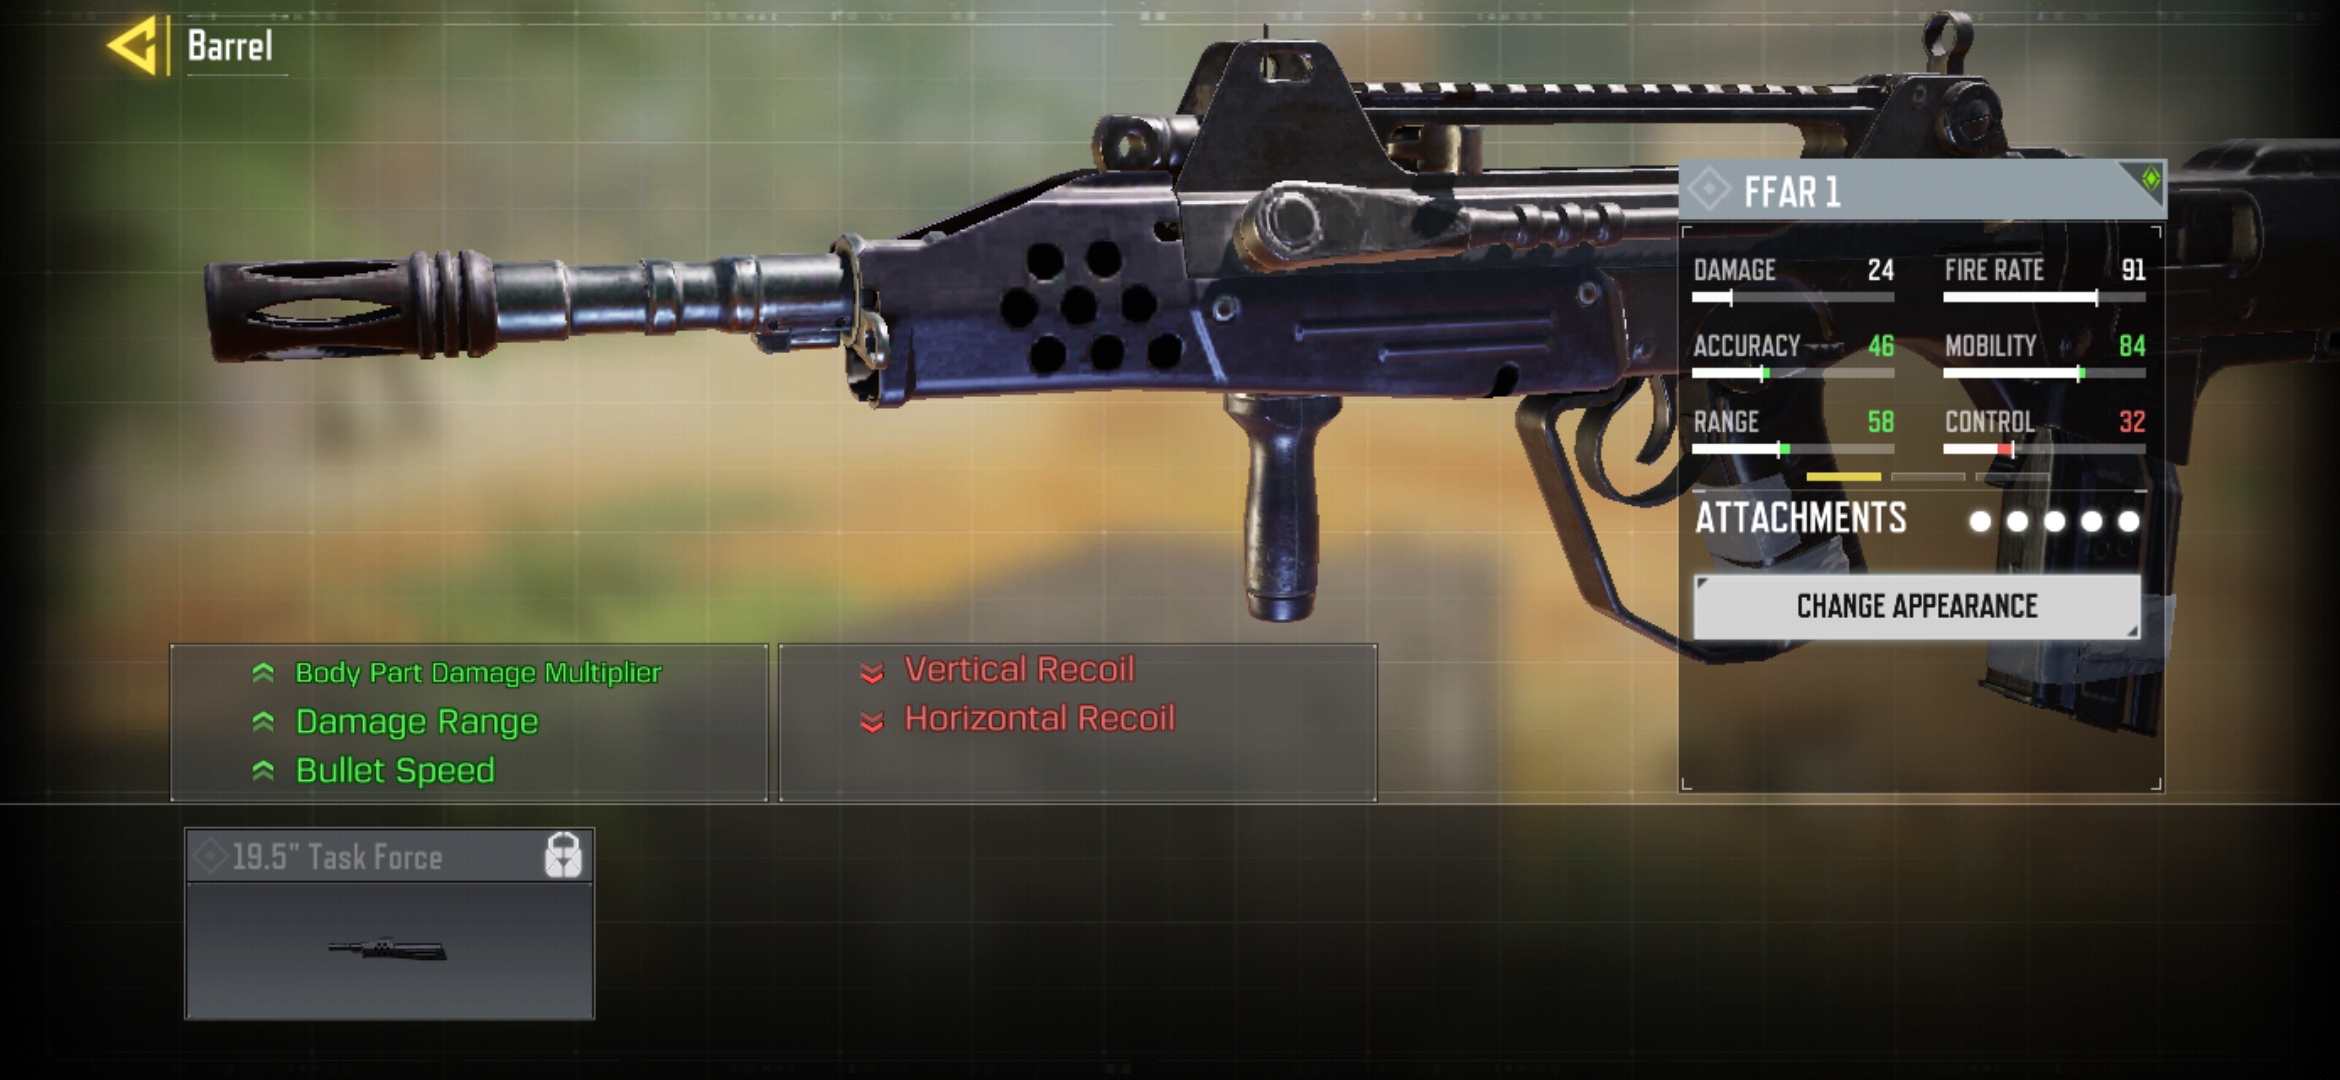 Barrel
FFAR 1
DAMAGE 24 FIRE RATE 91
ACCURACY 46 MOBILITY 84
RANGE 58 CONTROL 32
ATTACHMENTS
CHANGE APPEARANCE
Body Part Damage Multiplier
Damage Range
Bullet Speed
Vertical Recoil
Horizontal Recoil
19.5" Task Force